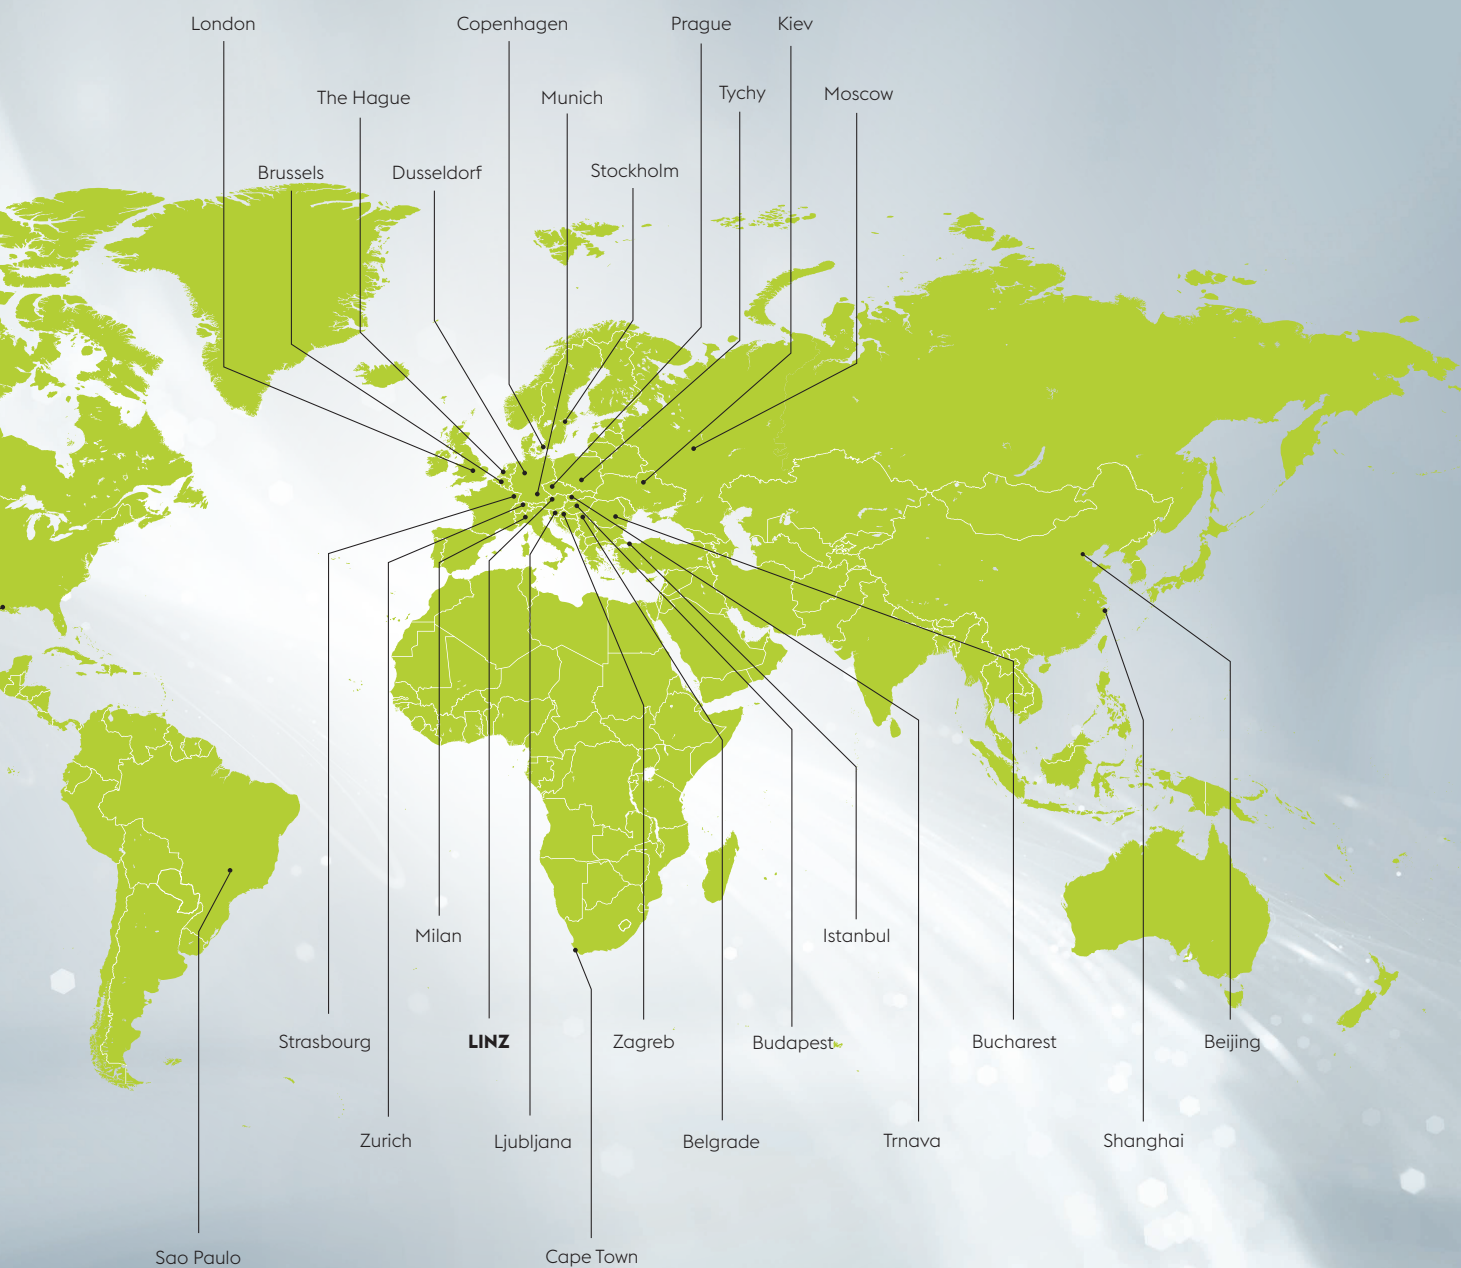 London
Copenhagen
Prague
Kiev
The Hague
Munich
Tychy
Moscow
Brussels
Dusseldorf
Stockholm
Milan
Istanbul
Strasbourg
LINZ
Zagreb
Budapest
Bucharest
Beijing
Zurich
Ljubljana
Belgrade
Trnava
Shanghai
Sao Paulo
Cape Town